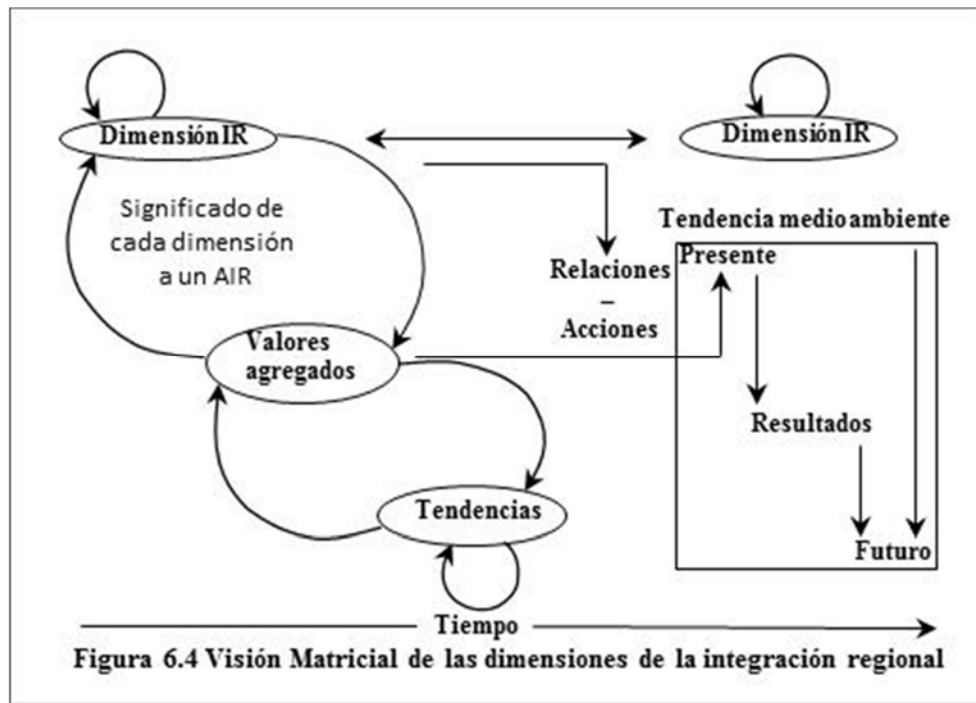 DimensiónIR
DimensiónIR
Significado de
cada dimensión
a un AIR
Tendencia medio ambiente
Relaciones
–
Acciones
Presente
Valores
agregados
Resultados
Tendencias
Futuro
Tiempo
Figura 6.4 Visión Matricial de las dimensiones de la integración regional